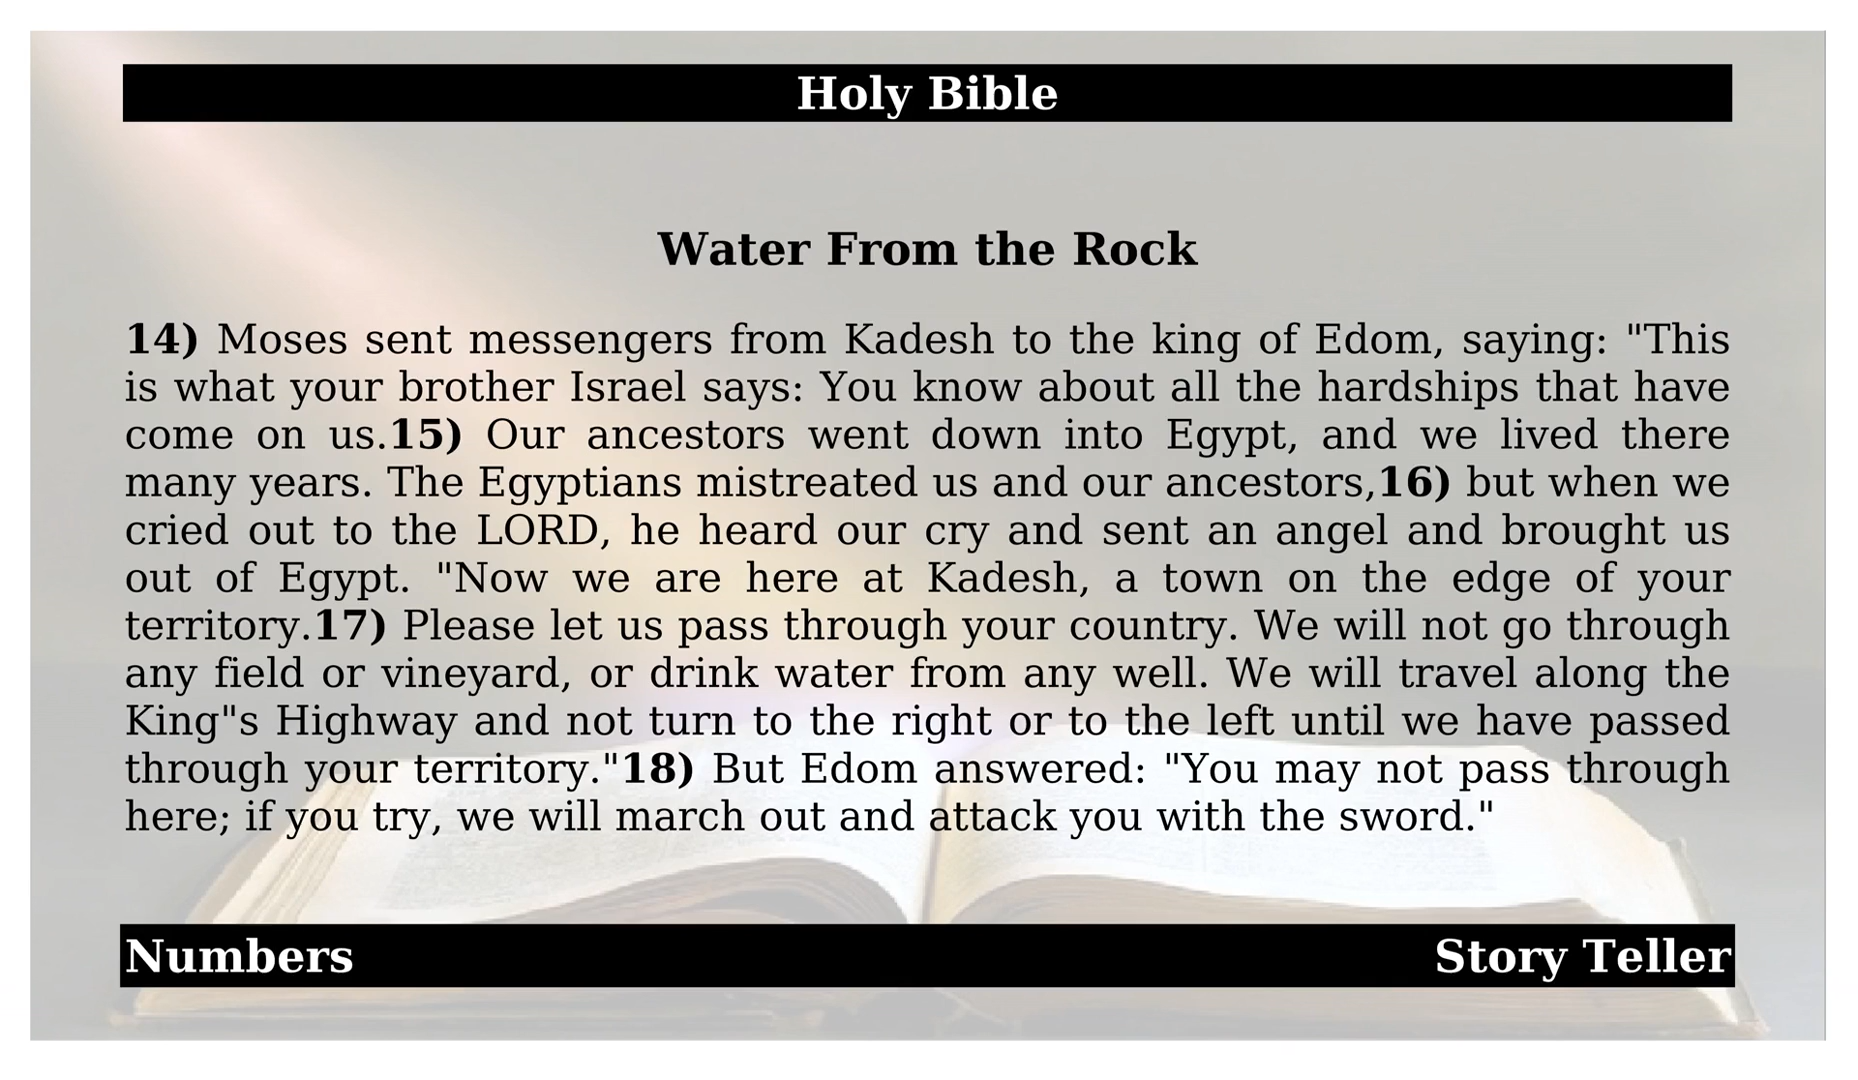 Holy Bible
Water From the Rock
14) Moses sent messengers from Kadesh to the king of Edom, saying: "This
is what your brother Israel says: You know about all the hardships that have
come on us.15) Our ancestors went down into Egypt, and we lived there
many years. The Egyptians mistreated us and our ancestors,16) but when we
cried out to the LORD, he heard our cry and sent an angel and brought us
out of Egypt. "Now we are here at Kadesh, a town on the edge of your
territory.17) Please let us pass through your country. We will not go through
any field or vineyard, or drink water from any well. We will travel along the
King"s Highway and not turn to the right or to the left until we have passed
through your territory."18) But Edom answered: "You may not pass through
here; if you try, we will march out and attack you with the sword."
Numbers Story Teller